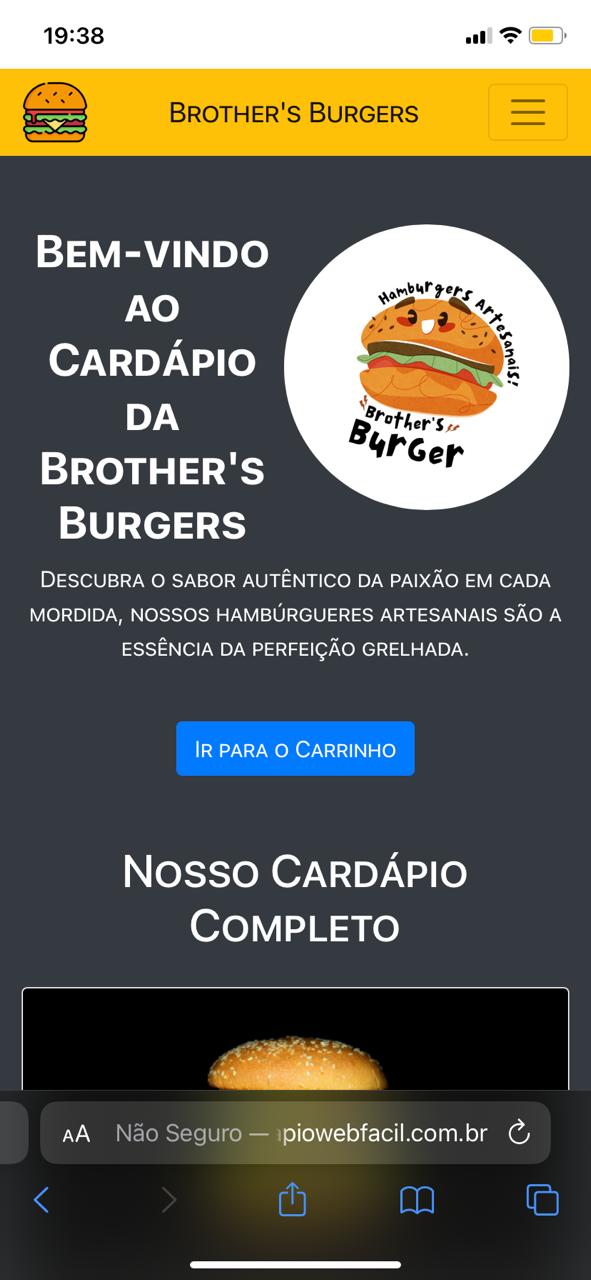 19:38
Brother's Burgers
Bem-vindo
ao
Cardápio
da
Brother's
Burgers
Hamburgers Artesanais!
Brother's
Burger
Descubra o sabor autêntico da paixão em cada
mordida, nossos hambúrgueres artesanais são a
essência da perfeição grelhada.
Ir para o Carrinho
Nosso Cardápio
Completo
AA Não Seguro — piowebfacil.com.br